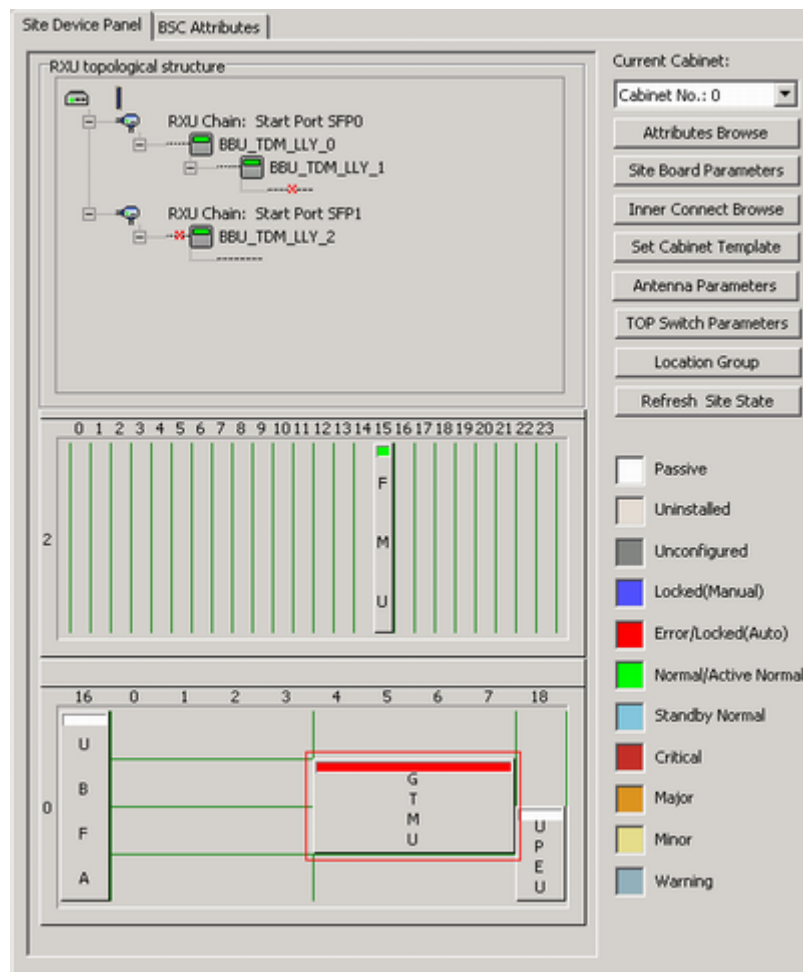 Site Device Panel BSC Attributes
RXU topological structure
RXU Chain: Start Port SFP0
BBU_TDM_LLY_0
BBU_TDM_LLY_1
RXU Chain: Start Port SFP1
BBU_TDM_LLY_2
Current Cabinet:
Cabinet No.: 0
Attributes Browse
Site Board Parameters
Inner Connect Browse
Set Cabinet Template
Antenna Parameters
TOP Switch Parameters
Location Group
Refresh Site State
0 1 2 3 4 5 6 7 8 9 10 11 12 13 14 15 16 17 18 19 20 21 22 23
2
F
M
U
16 0 1 2 3 4 5 6 7 18
0
U
B
F
A
G
T
M
U
U
P
E
U
Passive
Uninstalled
Unconfigured
Locked(Manual)
Error/Locked(Auto)
Normal/Active Normal
Standby Normal
Critical
Major
Minor
Warning